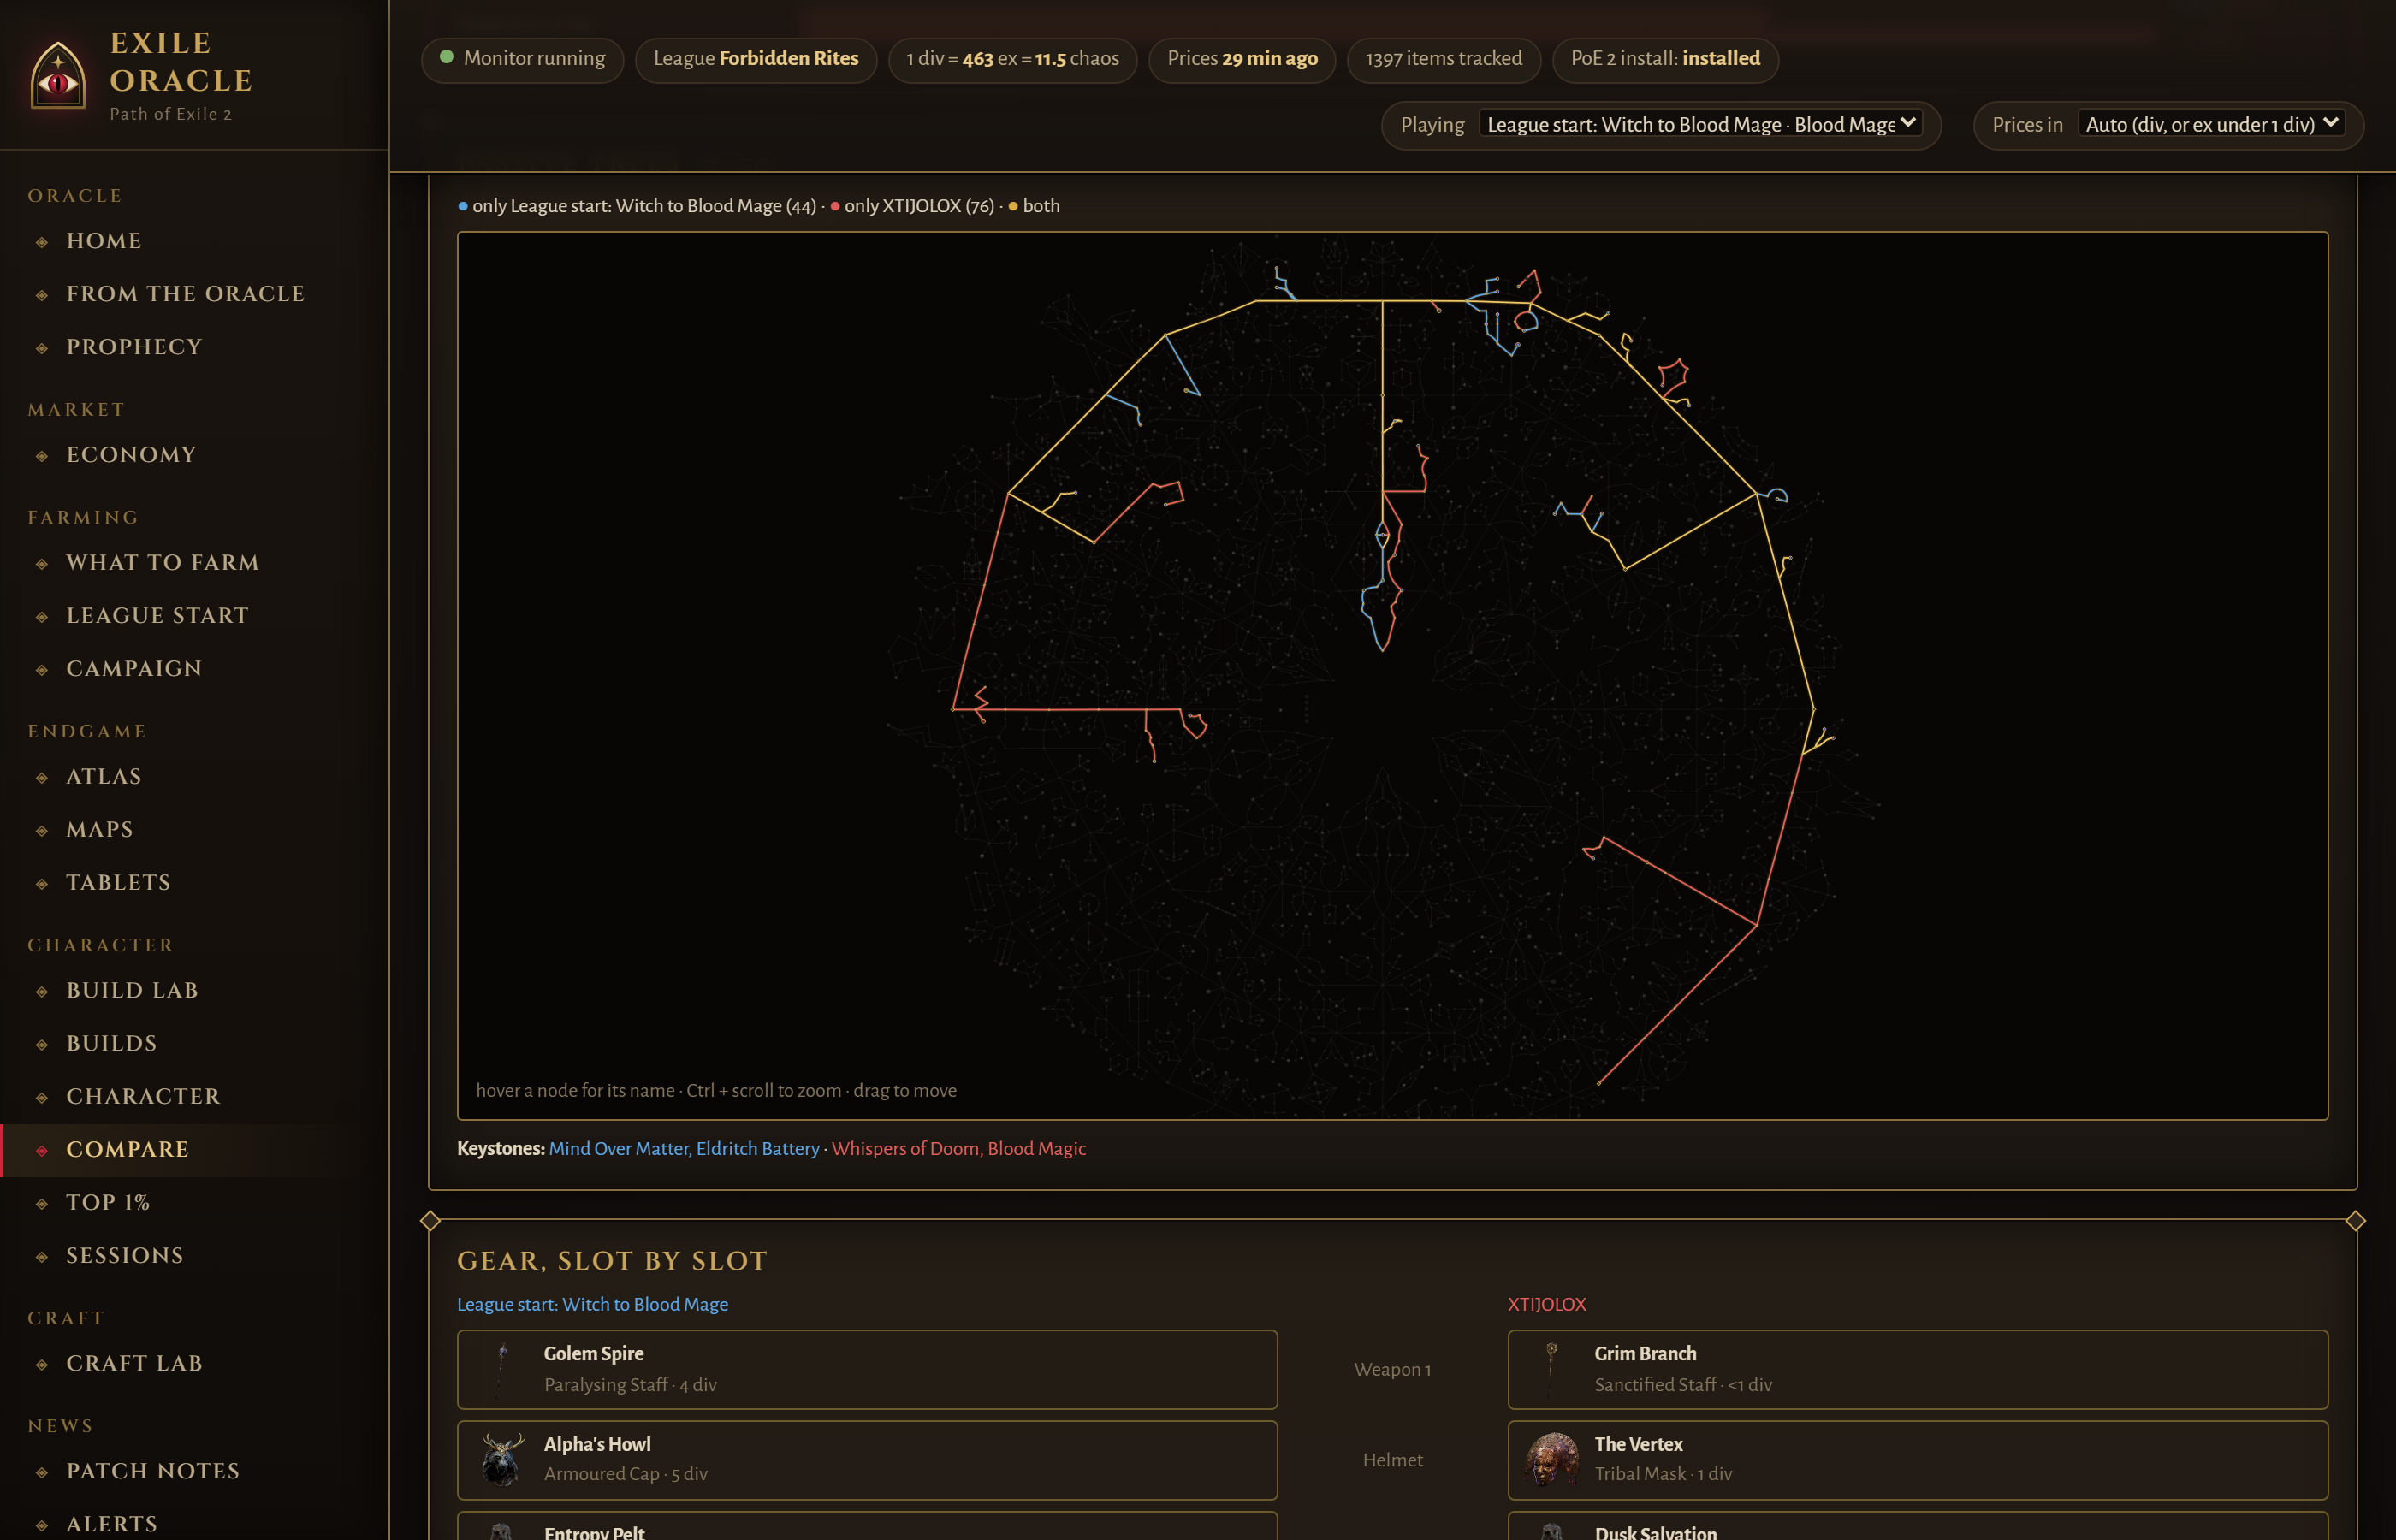 EXILE
ORACLE
Path of Exile 2
Monitor running
League Forbidden Rites
1 div = 463 ex = 11.5 chaos
Prices 29 min ago
1397 items tracked
PoE 2 install: installed
Playing
League start: Witch to Blood Mage · Blood Mage
Prices in
Auto (div, or ex under 1 div)
ORACLE
HOME
FROM THE ORACLE
PROPHECY
MARKET
ECONOMY
FARMING
WHAT TO FARM
LEAGUE START
CAMPAIGN
ENDGAME
ATLAS
MAPS
TABLETS
CHARACTER
BUILD LAB
BUILDS
CHARACTER
COMPARE
TOP 1%
SESSIONS
CRAFT
CRAFT LAB
NEWS
PATCH NOTES
ALERTS
only League start: Witch to Blood Mage (44) · only XTIJOLOX (76) · both
hover a node for its name · Ctrl + scroll to zoom · drag to move
Keystones: Mind Over Matter, Eldritch Battery · Whispers of Doom, Blood Magic
GEAR, SLOT BY SLOT
League start: Witch to Blood Mage
XTIJOLOX
Golem Spire
Paralysing Staff · 4 div
Weapon 1
Grim Branch
Sanctified Staff · <1 div
Alpha's Howl
Armoured Cap · 5 div
Helmet
The Vertex
Tribal Mask · 1 div
Entropy Pelt
Dusk Salvation